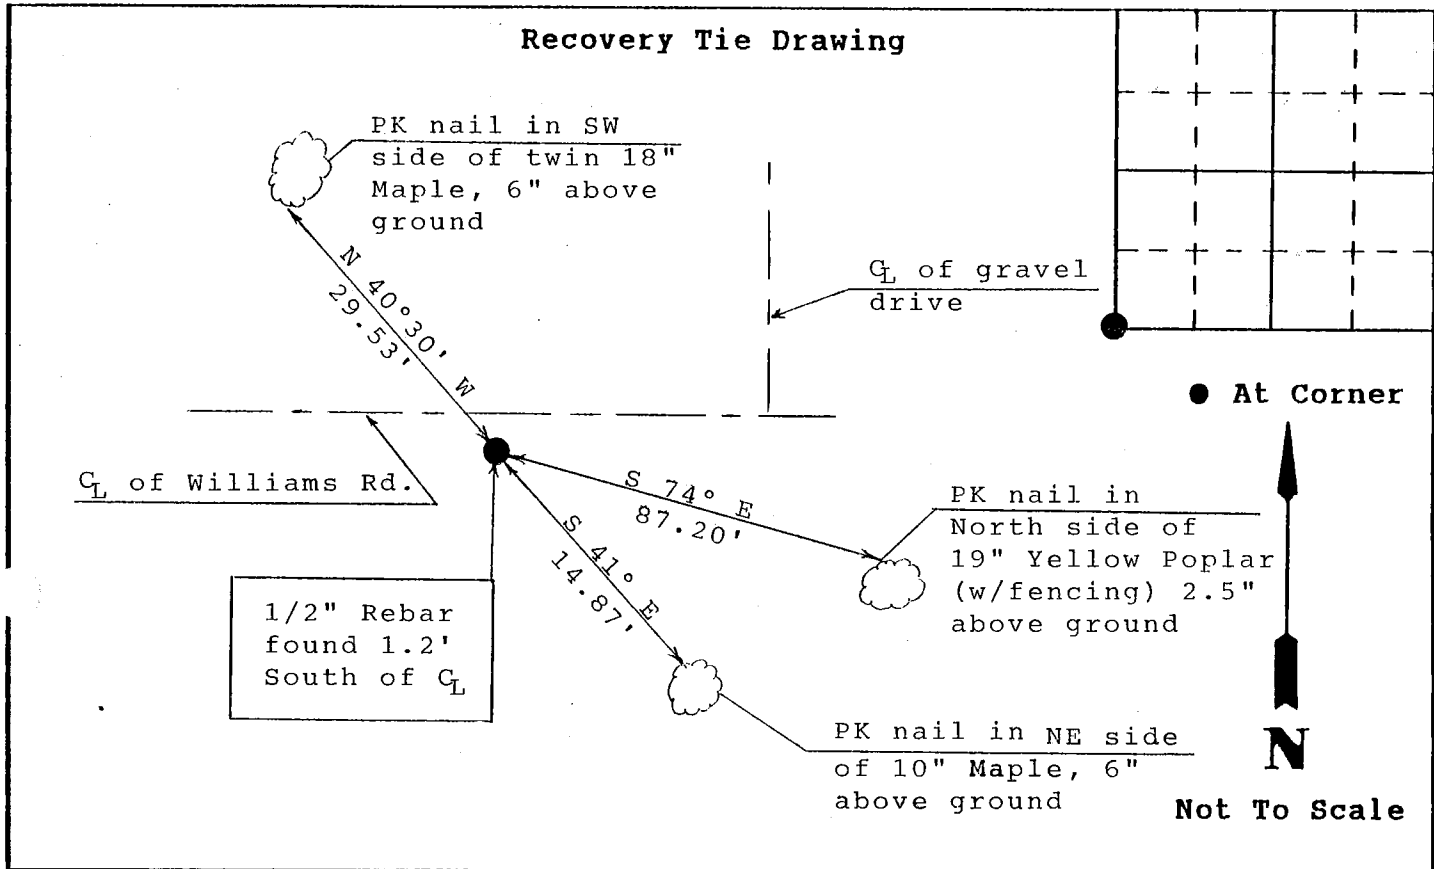 Recovery Tie Drawing
PK nail in SW
side of twin 18"
Maple, 6" above
ground
N 40°30' W
29.53'
CL of gravel
drive
● At Corner
CL of Williams Rd.
S 74° E
87.20'
PK nail in
North side of
19" Yellow Poplar
(w/fencing) 2.5"
above ground
S 41° E
14.87'
1/2" Rebar
found 1.2'
South of CL
PK nail in NE side
of 10" Maple, 6"
above ground
N
Not To Scale